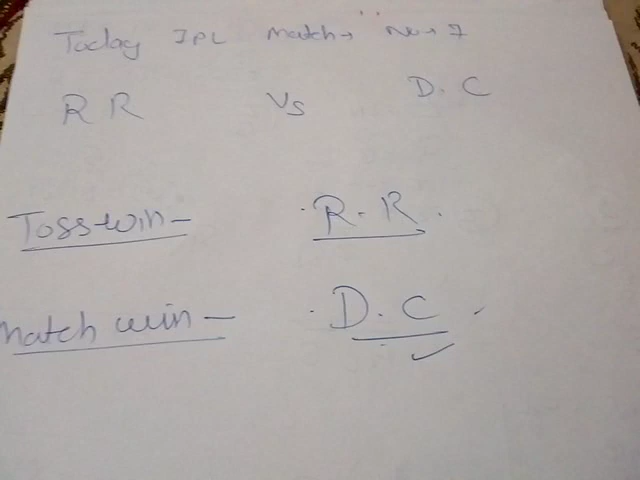 Today IPL Match→ No→ 7
R R Vs D. C
Toss win – R. R.
Match win – D. C